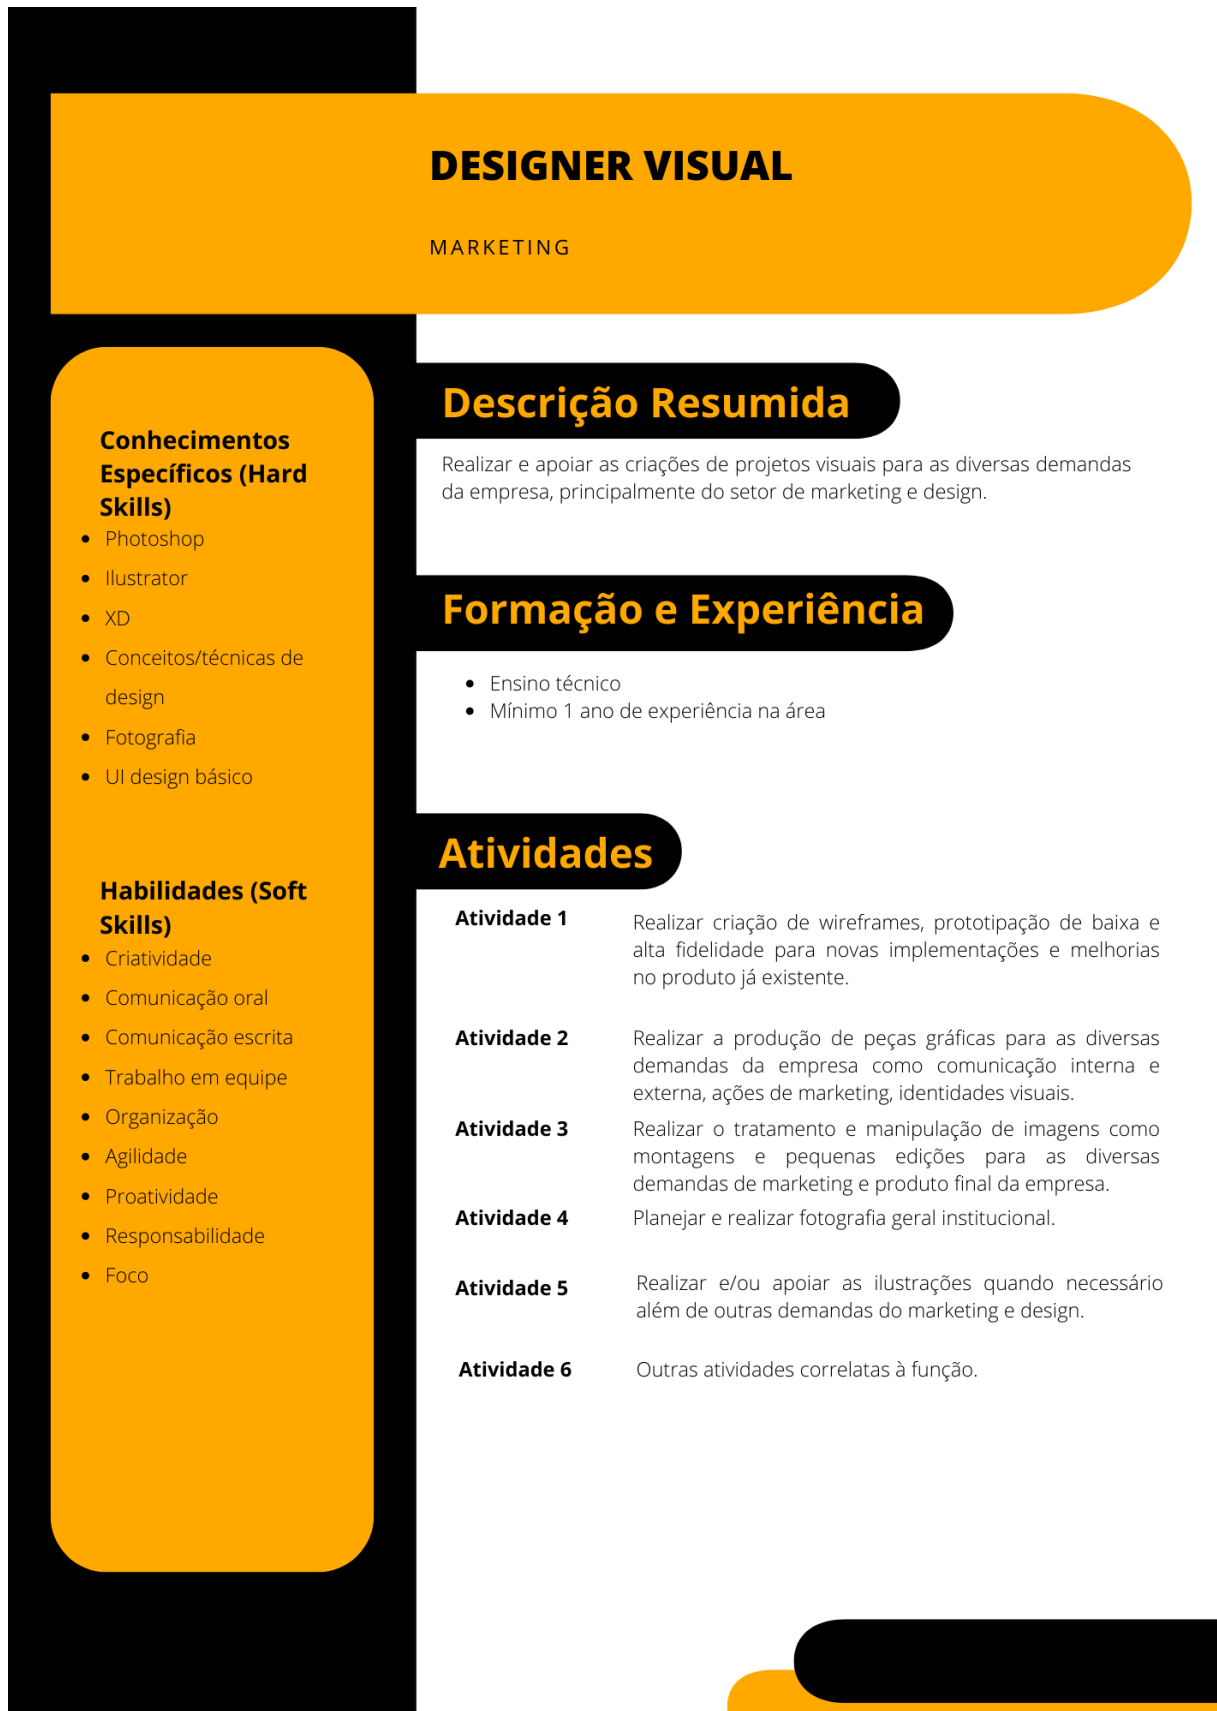 DESIGNER VISUAL
MARKETING
Conhecimentos
Específicos (Hard
Skills)
Photoshop
Ilustrator
XD
Conceitos/técnicas de
design
Fotografia
UI design básico
Habilidades (Soft
Skills)
Criatividade
Comunicação oral
Comunicação escrita
Trabalho em equipe
Organização
Agilidade
Proatividade
Responsabilidade
Foco
Descrição Resumida
Realizar e apoiar as criações de projetos visuais para as diversas demandas
da empresa, principalmente do setor de marketing e design.
Formação e Experiência
Ensino técnico
Mínimo 1 ano de experiência na área
Atividades
Atividade 1
Realizar criação de wireframes, prototipação de baixa e
alta fidelidade para novas implementações e melhorias
no produto já existente.
Atividade 2
Realizar a produção de peças gráficas para as diversas
demandas da empresa como comunicação interna e
externa, ações de marketing, identidades visuais.
Atividade 3
Realizar o tratamento e manipulação de imagens como
montagens e pequenas edições para as diversas
demandas de marketing e produto final da empresa.
Atividade 4
Planejar e realizar fotografia geral institucional.
Atividade 5
Realizar e/ou apoiar as ilustrações quando necessário
além de outras demandas do marketing e design.
Atividade 6
Outras atividades correlatas à função.